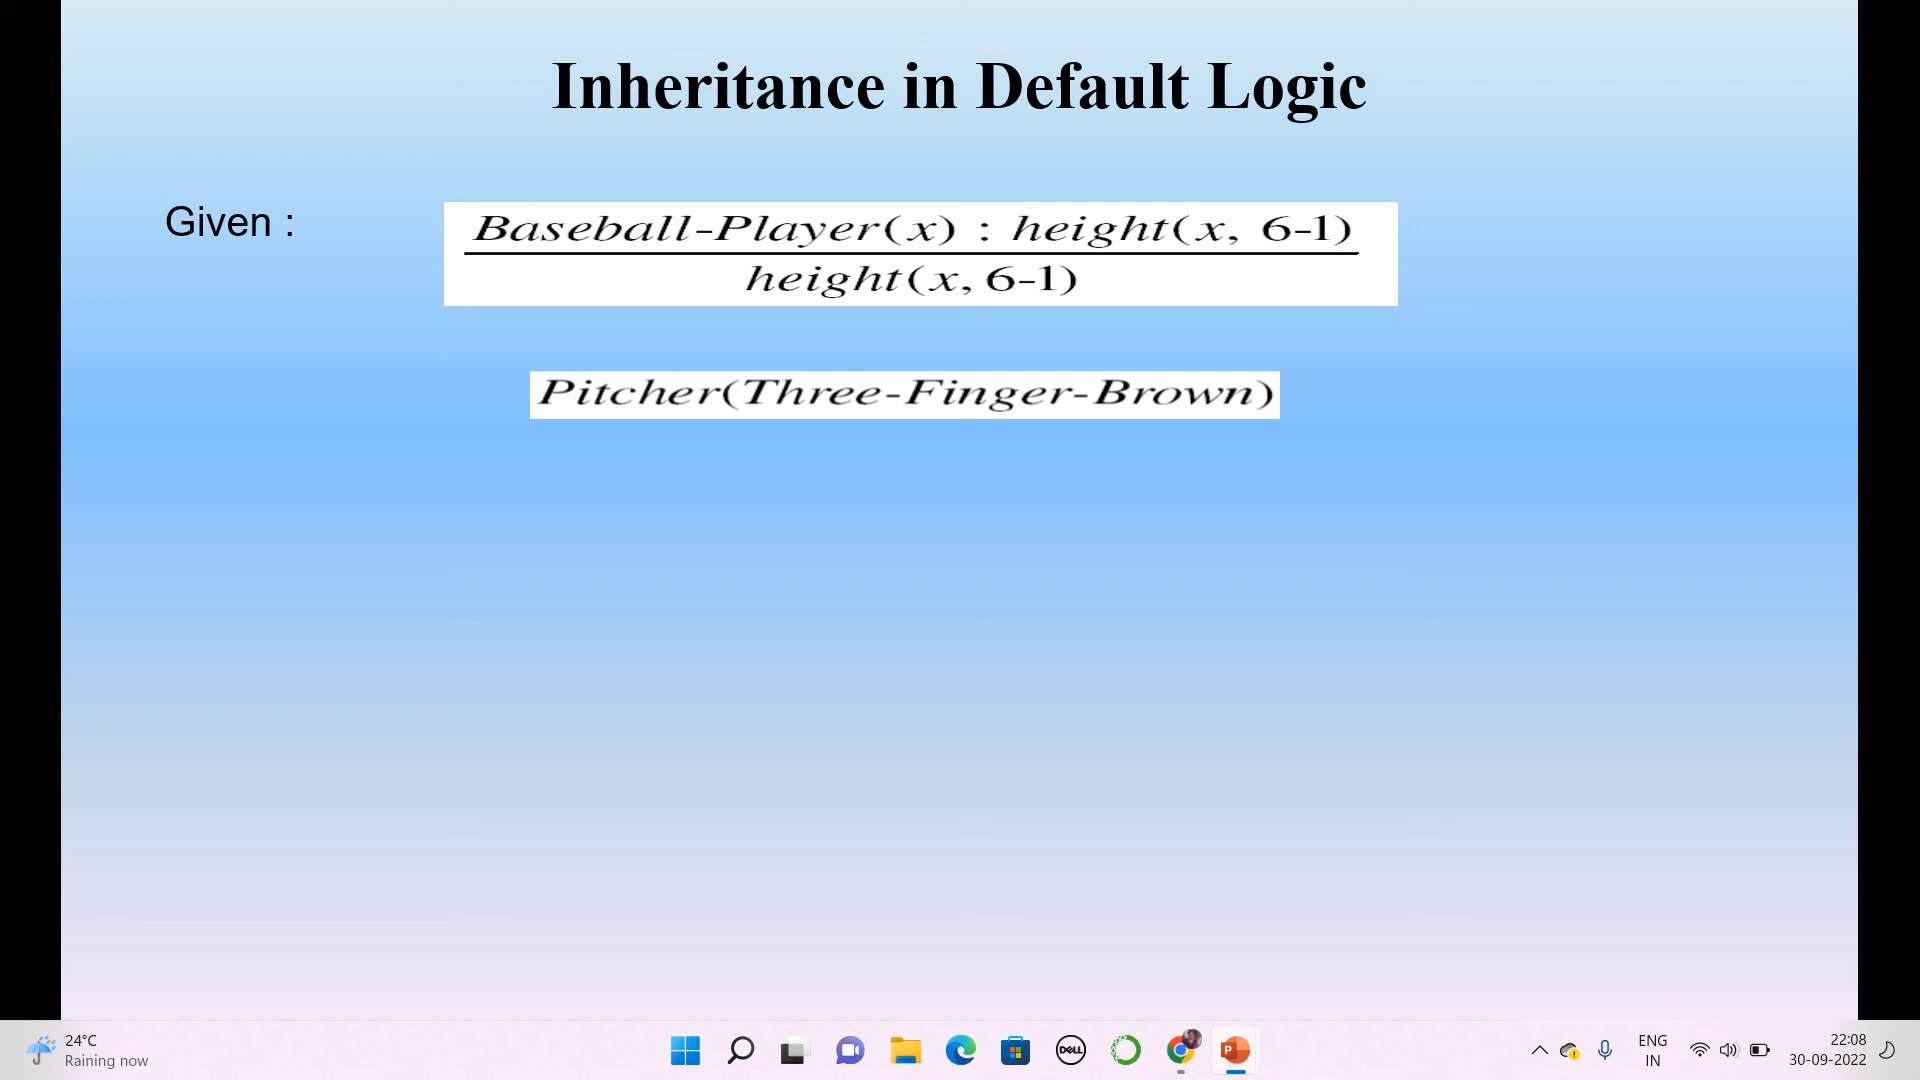 Inheritance in Default Logic
Given :
Baseball-Player(x) : height(x, 6-1)
height(x, 6-1)
Pitcher(Three-Finger-Brown)
24°C
Raining now
DELL
P
ENG
IN
22:08
30-09-2022